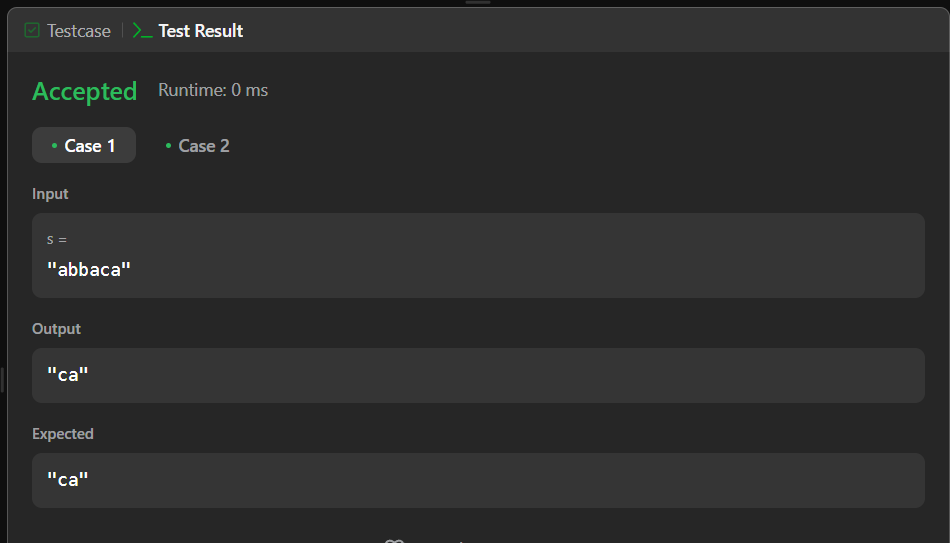 Testcase | Test Result
Accepted Runtime: 0 ms
Case 1 Case 2
Input
s =
"abbaca"
Output
"ca"
Expected
"ca"